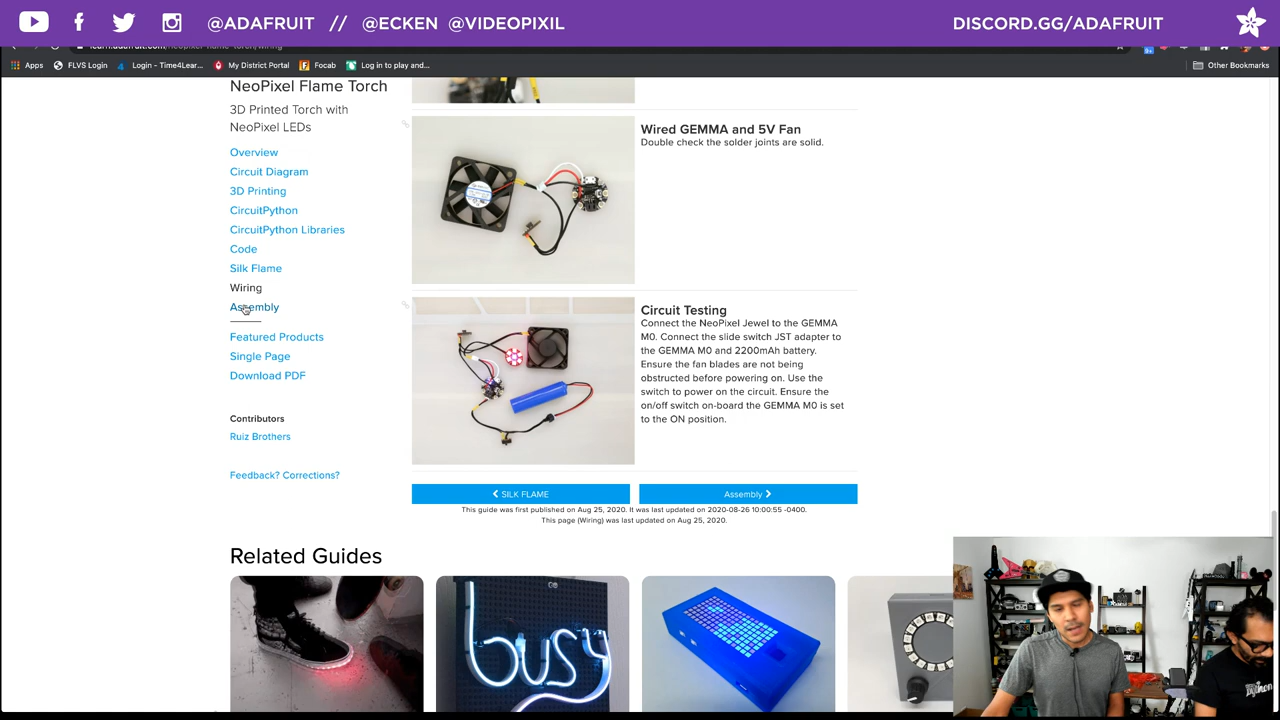 @ADAFRUIT // @ECKEN @VIDEOPIXIL
DISCORD.GG/ADAFRUIT
learn.adafruit.com/neopixel-flame-torch/wiring
Apps
FLVS Login
Login - Time4Lear...
My District Portal
Focab
Log in to play and...
Other Bookmarks
NeoPixel Flame Torch
3D Printed Torch with
NeoPixel LEDs
Overview
Circuit Diagram
3D Printing
CircuitPython
CircuitPython Libraries
Code
Silk Flame
Wiring
Assembly
Featured Products
Single Page
Download PDF
Contributors
Ruiz Brothers
Feedback? Corrections?
Wired GEMMA and 5V Fan
Double check the solder joints are solid.
Circuit Testing
Connect the NeoPixel Jewel to the GEMMA
M0. Connect the slide switch JST adapter to
the GEMMA M0 and 2200mAh battery.
Ensure the fan blades are not being
obstructed before powering on. Use the
switch to power on the circuit. Ensure the
on/off switch on-board the GEMMA M0 is set
to the ON position.
SILK FLAME
Assembly
This guide was first published on Aug 25, 2020. It was last updated on 2020-08-26 10:00:55 -0400.
This page (Wiring) was last updated on Aug 25, 2020.
Related Guides
busy